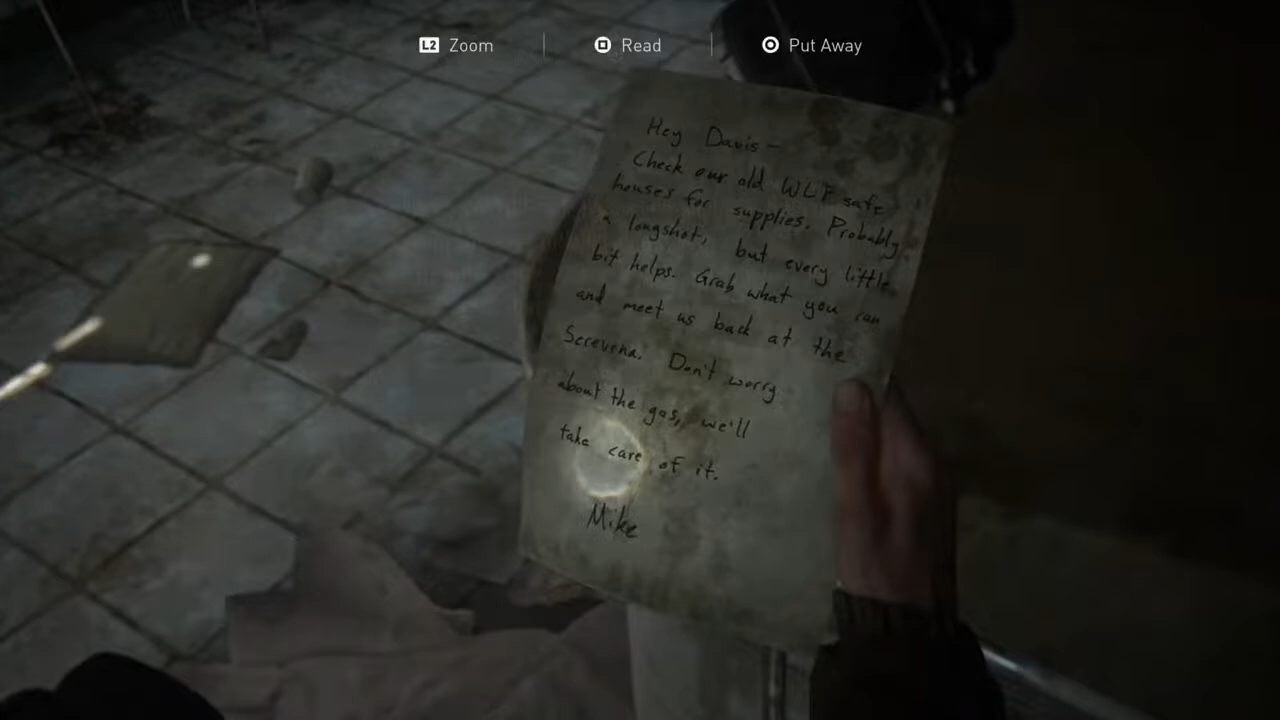 L2 Zoom Read Put Away
Hey Davis-
Check our old WLF safe
houses for supplies. Probably
a longshot, but every little
bit helps. Grab what you can
and meet us back at the
Serevena. Don't worry
about the gas, we'll
take care of it.
Mike